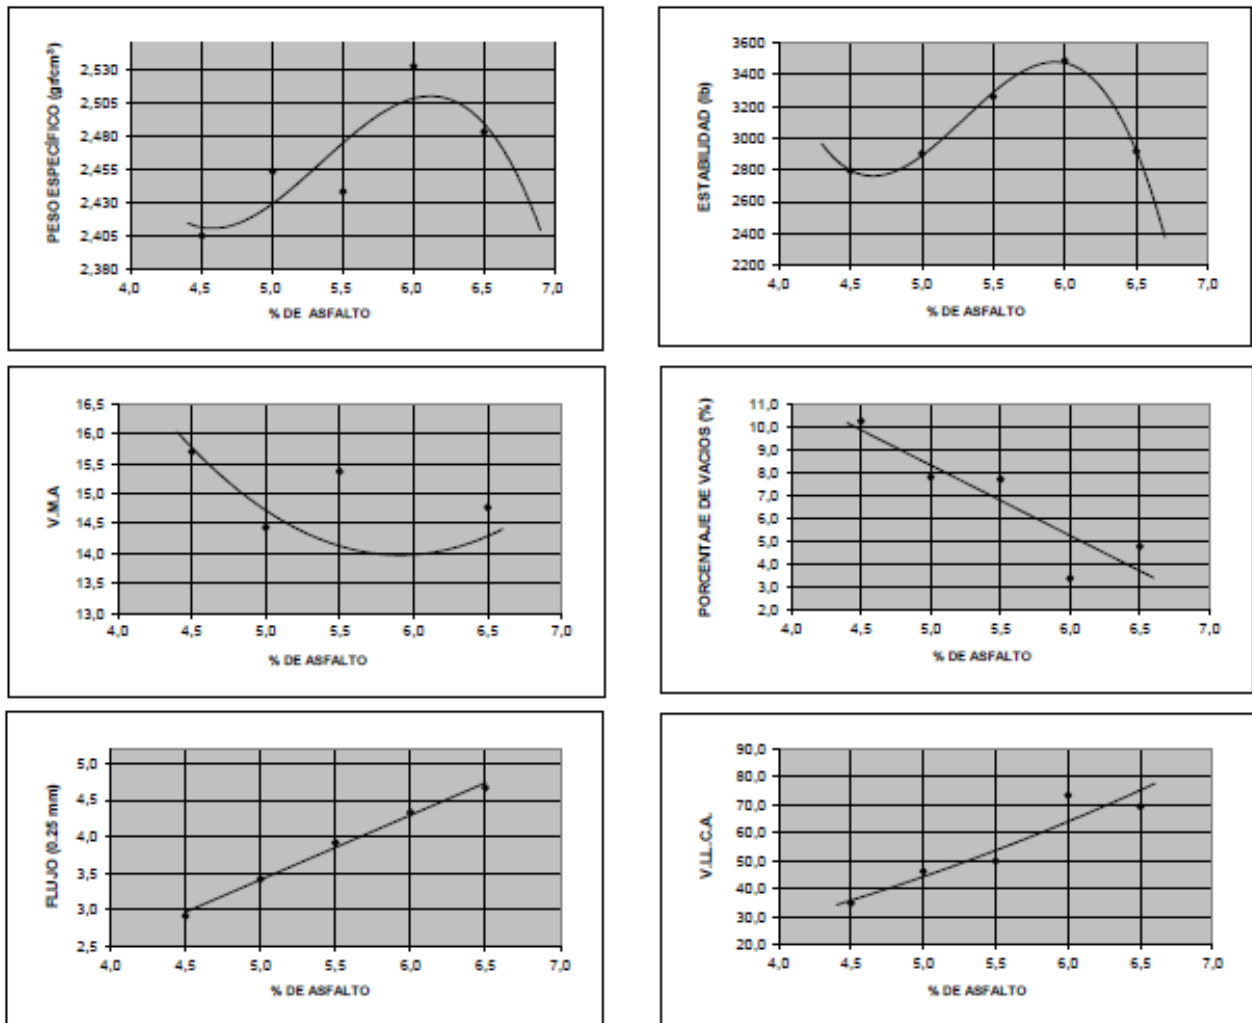 PESO ESPECÍFICO (gr/cm³)
2,530
2,505
2,480
2,455
2,430
2,405
2,380
4,0 4,5 5,0 5,5 6,0 6,5 7,0
% DE ASFALTO
ESTABILIDAD (lb)
3600
3400
3200
3000
2800
2600
2400
2200
4,0 4,5 5,0 5,5 6,0 6,5 7,0
% DE ASFALTO
V.M.A
16,5
16,0
15,5
15,0
14,5
14,0
13,5
13,0
4,0 4,5 5,0 5,5 6,0 6,5 7,0
% DE ASFALTO
PORCENTAJE DE VACIOS (%)
11,0
10,0
9,0
8,0
7,0
6,0
5,0
4,0
3,0
2,0
4,0 4,5 5,0 5,5 6,0 6,5 7,0
% DE ASFALTO
FLUJO (0.25 mm)
5,0
4,5
4,0
3,5
3,0
2,5
4,0 4,5 5,0 5,5 6,0 6,5 7,0
% DE ASFALTO
V.LL.C.A.
90,0
80,0
70,0
60,0
50,0
40,0
30,0
20,0
4,0 4,5 5,0 5,5 6,0 6,5 7,0
% DE ASFALTO